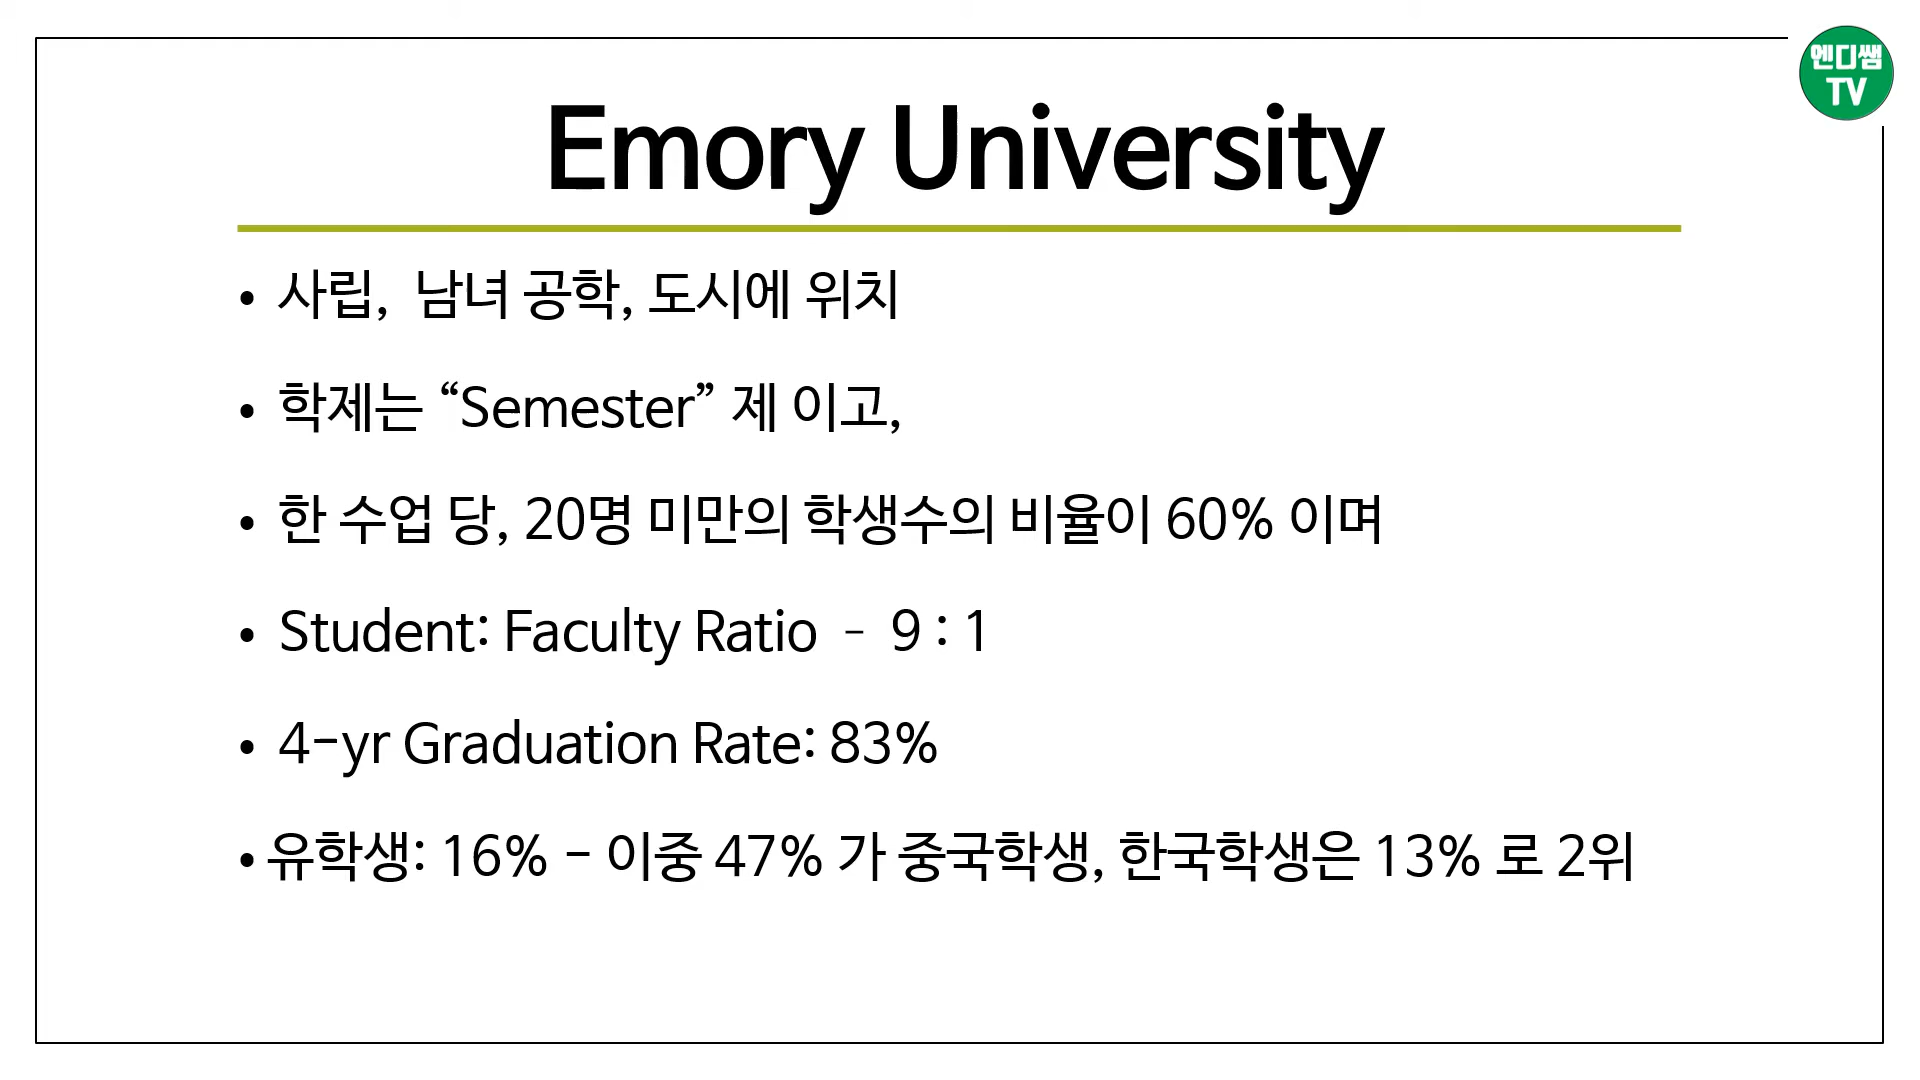 엔디쌤
TV
Emory University
• 사립, 남녀 공학, 도시에 위치
• 학제는 “Semester” 제 이고,
• 한 수업 당, 20명 미만의 학생수의 비율이 60% 이며
• Student: Faculty Ratio - 9 : 1
• 4-yr Graduation Rate: 83%
• 유학생: 16% - 이중 47% 가 중국학생, 한국학생은 13% 로 2위